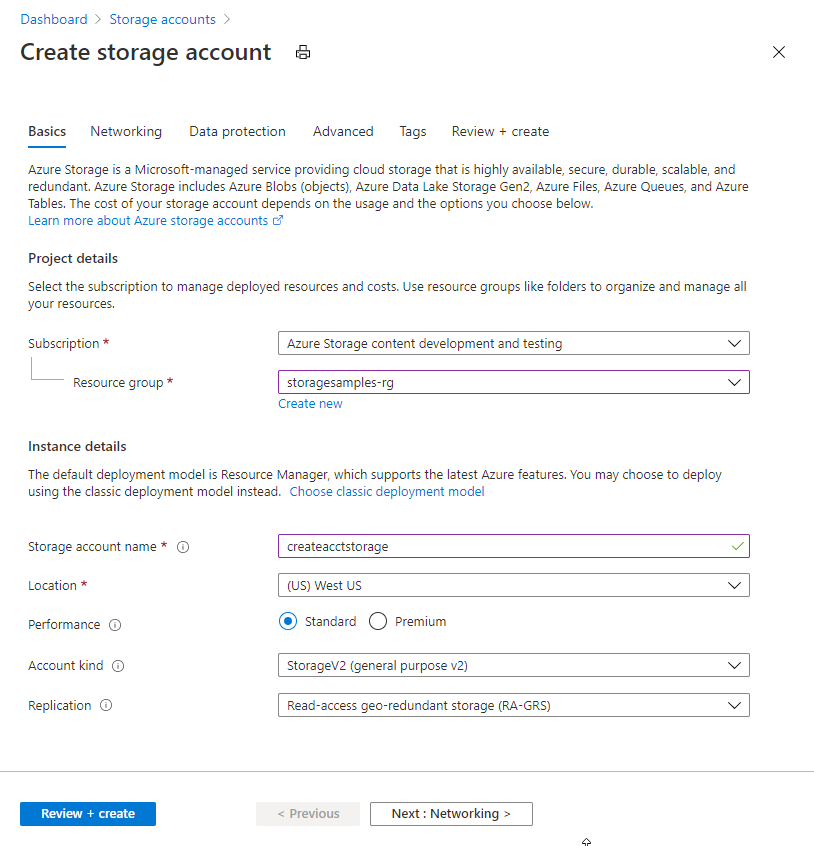 Dashboard > Storage accounts >
Create storage account
Basics Networking Data protection Advanced Tags Review + create
Azure Storage is a Microsoft-managed service providing cloud storage that is highly available, secure, durable, scalable, and
redundant. Azure Storage includes Azure Blobs (objects), Azure Data Lake Storage Gen2, Azure Files, Azure Queues, and Azure
Tables. The cost of your storage account depends on the usage and the options you choose below.
Learn more about Azure storage accounts
Project details
Select the subscription to manage deployed resources and costs. Use resource groups like folders to organize and manage all
your resources.
Subscription * Azure Storage content development and testing
Resource group * storagesamples-rg
Create new
Instance details
The default deployment model is Resource Manager, which supports the latest Azure features. You may choose to deploy
using the classic deployment model instead. Choose classic deployment model
Storage account name * createacctstorage
Location * (US) West US
Performance Standard Premium
Account kind StorageV2 (general purpose v2)
Replication Read-access geo-redundant storage (RA-GRS)
Review + create < Previous Next : Networking >